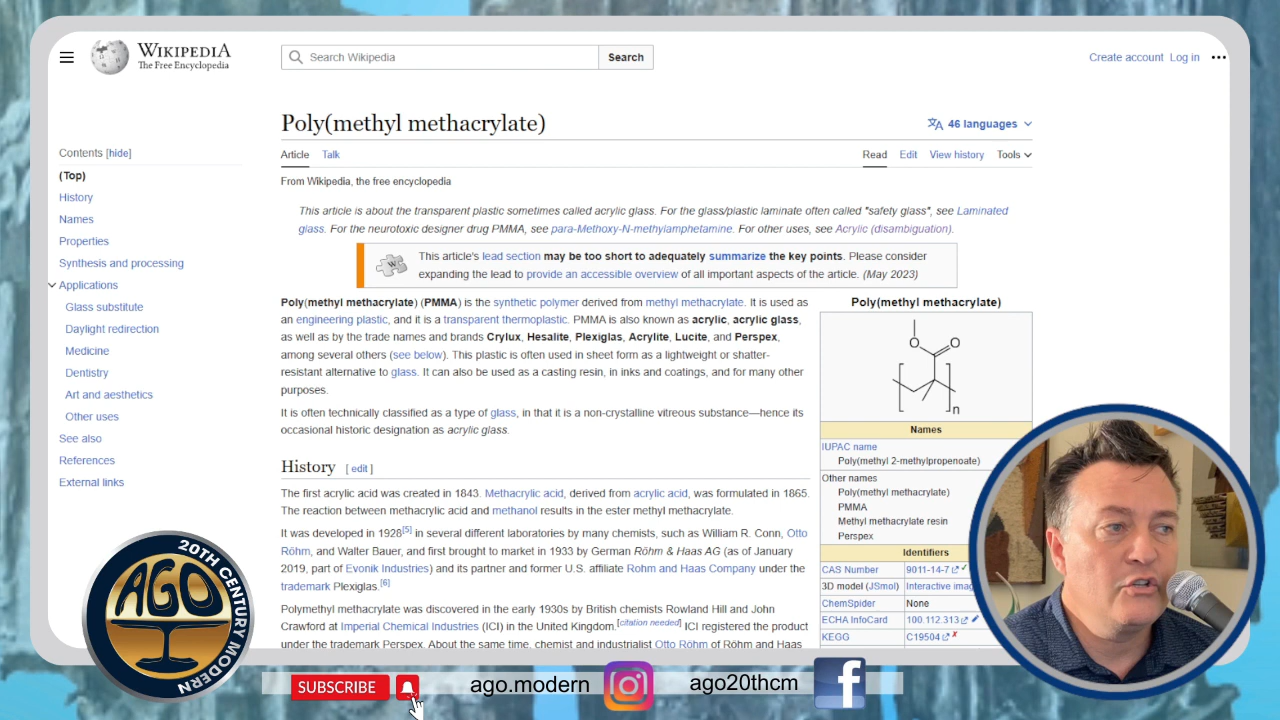 WIKIPEDIA
The Free Encyclopedia
Search Wikipedia
Search
Create account Log in
Poly(methyl methacrylate)
46 languages
Contents [hide]
(Top)
History
Names
Properties
Synthesis and processing
Applications
Glass substitute
Daylight redirection
Medicine
Dentistry
Art and aesthetics
Other uses
See also
References
External links
Article Talk
Read Edit View history Tools
From Wikipedia, the free encyclopedia
This article is about the transparent plastic sometimes called acrylic glass. For the glass/plastic laminate often called "safety glass", see Laminated
glass. For the neurotoxic designer drug PMMA, see para-Methoxy-N-methylamphetamine. For other uses, see Acrylic (disambiguation).
This article's lead section may be too short to adequately summarize the key points. Please consider
expanding the lead to provide an accessible overview of all important aspects of the article. (May 2023)
Poly(methyl methacrylate) (PMMA) is the synthetic polymer derived from methyl methacrylate. It is used as
an engineering plastic, and it is a transparent thermoplastic. PMMA is also known as acrylic, acrylic glass,
as well as by the trade names and brands Crylux, Hesalite, Plexiglas, Acrylite, Lucite, and Perspex,
among several others (see below). This plastic is often used in sheet form as a lightweight or shatter-
resistant alternative to glass. It can also be used as a casting resin, in inks and coatings, and for many other
purposes.
It is often technically classified as a type of glass, in that it is a non-crystalline vitreous substance—hence its
occasional historic designation as acrylic glass.
History [ edit ]
The first acrylic acid was created in 1843. Methacrylic acid, derived from acrylic acid, was formulated in 1865.
The reaction between methacrylic acid and methanol results in the ester methyl methacrylate.
It was developed in 1928[5] in several different laboratories by many chemists, such as William R. Conn, Otto
Röhm, and Walter Bauer, and first brought to market in 1933 by German Röhm & Haas AG (as of January
2019, part of Evonik Industries) and its partner and former U.S. affiliate Rohm and Haas Company under the
trademark Plexiglas.[6]
Polymethyl methacrylate was discovered in the early 1930s by British chemists Rowland Hill and John
Crawford at Imperial Chemical Industries (ICI) in the United Kingdom.[citation needed] ICI registered the product
under the trademark Perspex. About the same time, chemist and industrialist Otto Röhm of Röhm and Haas
Poly(methyl methacrylate)
O
O
n
Names
IUPAC name
Poly(methyl 2-methylpropenoate)
Other names
Poly(methyl methacrylate)
PMMA
Methyl methacrylate resin
Perspex
Identifiers
CAS Number 9011-14-7
3D model (JSmol) Interactive
ChemSpider None
ECHA InfoCard 100.112.313
KEGG C19504
20TH CENTURY MODERN
AGO
SUBSCRIBE
ago.modern
ago20thcm
f